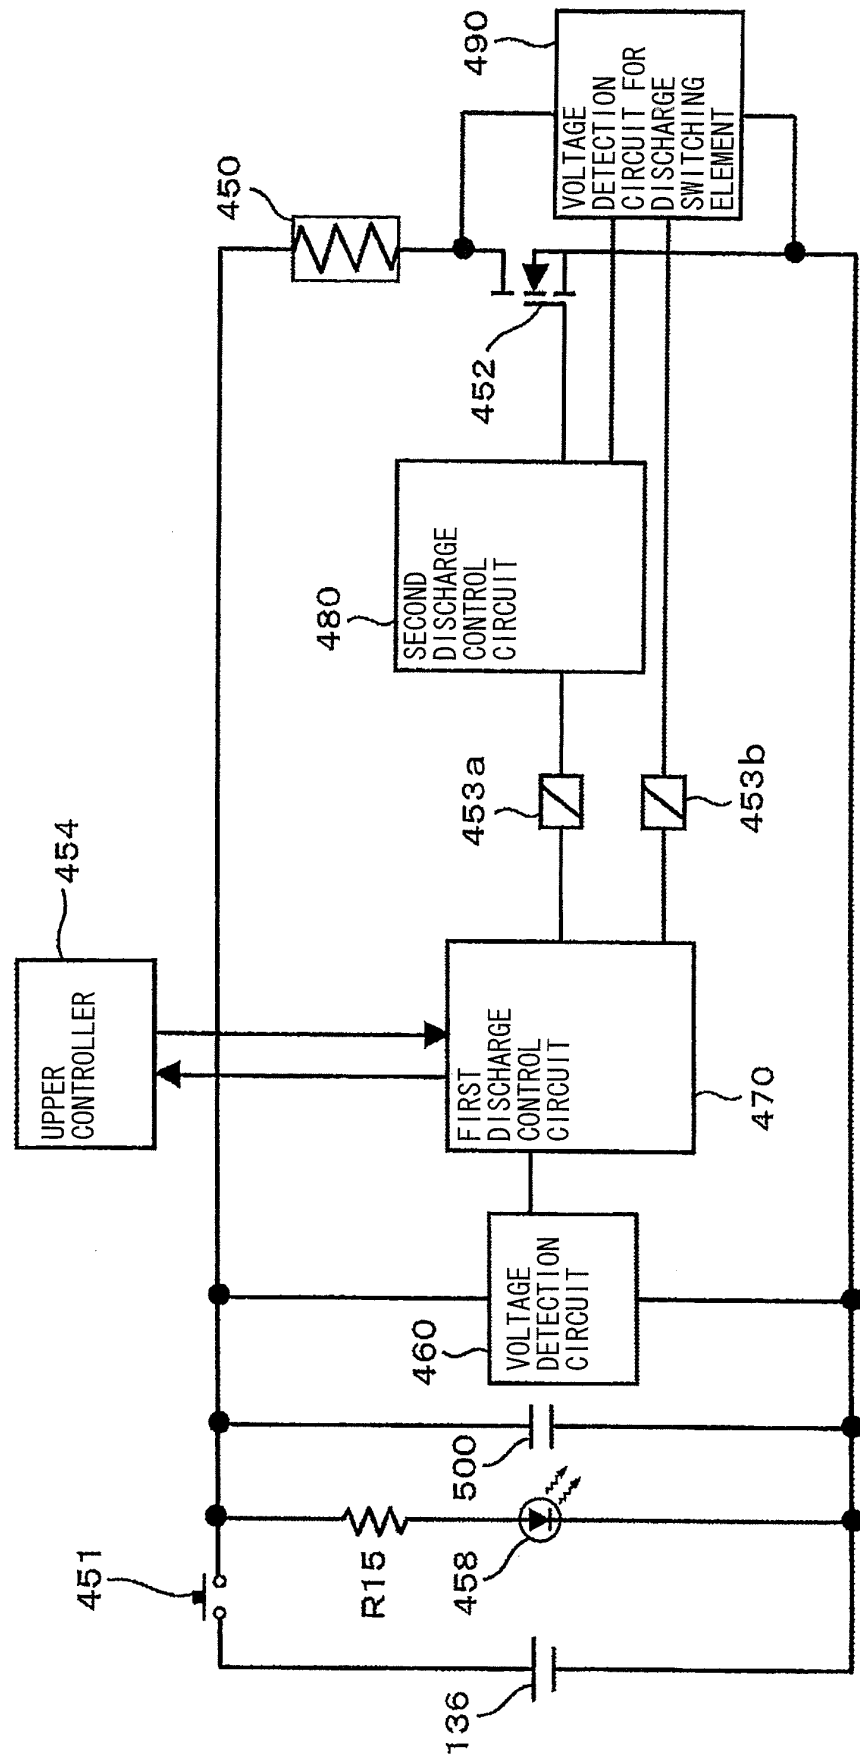 136
451
R15
458
500
460
VOLTAGE
DETECTION
CIRCUIT
UPPER
CONTROLLER
454
FIRST
DISCHARGE
CONTROL
CIRCUIT
470
453a
453b
480
SECOND
DISCHARGE
CONTROL
CIRCUIT
450
452
490
VOLTAGE
DETECTION
CIRCUIT FOR
DISCHARGE
SWITCHING
ELEMENT